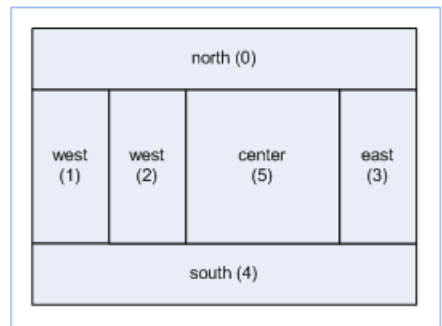 north (0)
west
(1)
west
(2)
center
(5)
east
(3)
south (4)